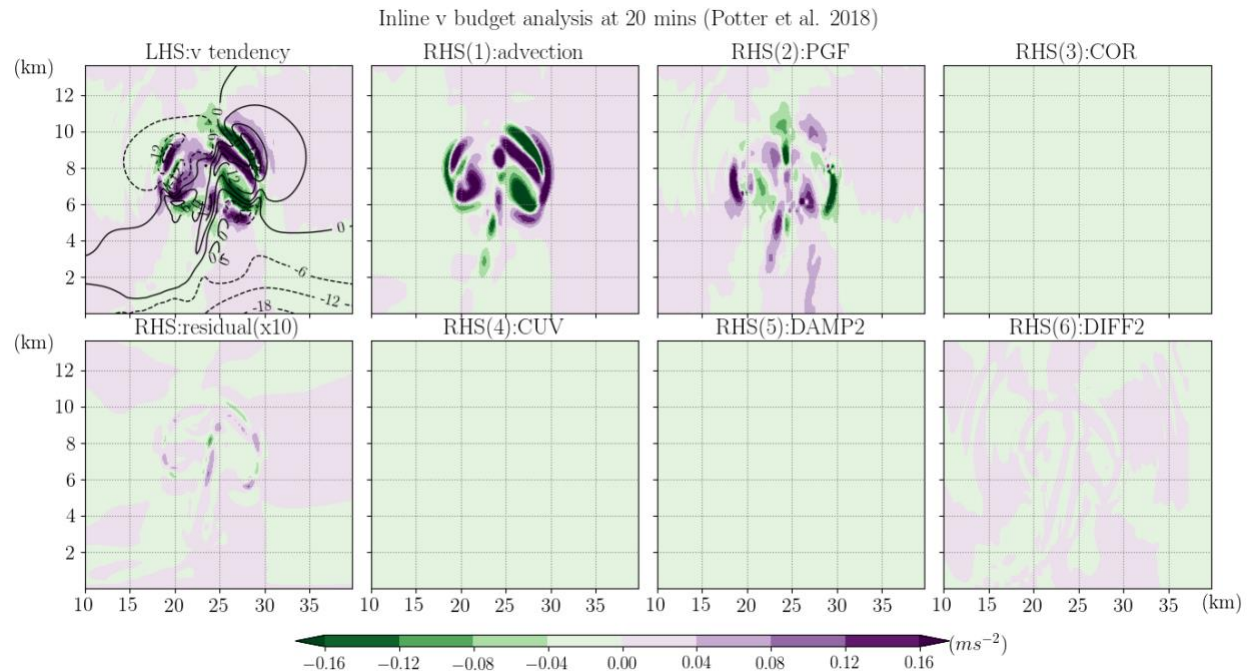 Inline v budget analysis at 20 mins (Potter et al. 2018)
LHS:v tendency RHS(1):advection RHS(2):PGF RHS(3):COR
(km)
12
10
8
6
4
2
12
0
0
-6
-12
-18
RHS:residual(x10) RHS(4):CUV RHS(5):DAMP2 RHS(6):DIFF2
(km)
12
10
8
6
4
2
10 15 20 25 30 35 10 15 20 25 30 35 10 15 20 25 30 35 10 15 20 25 30 35 (km)
−0.16 −0.12 −0.08 −0.04 0.00 0.04 0.08 0.12 0.16 (ms⁻²)